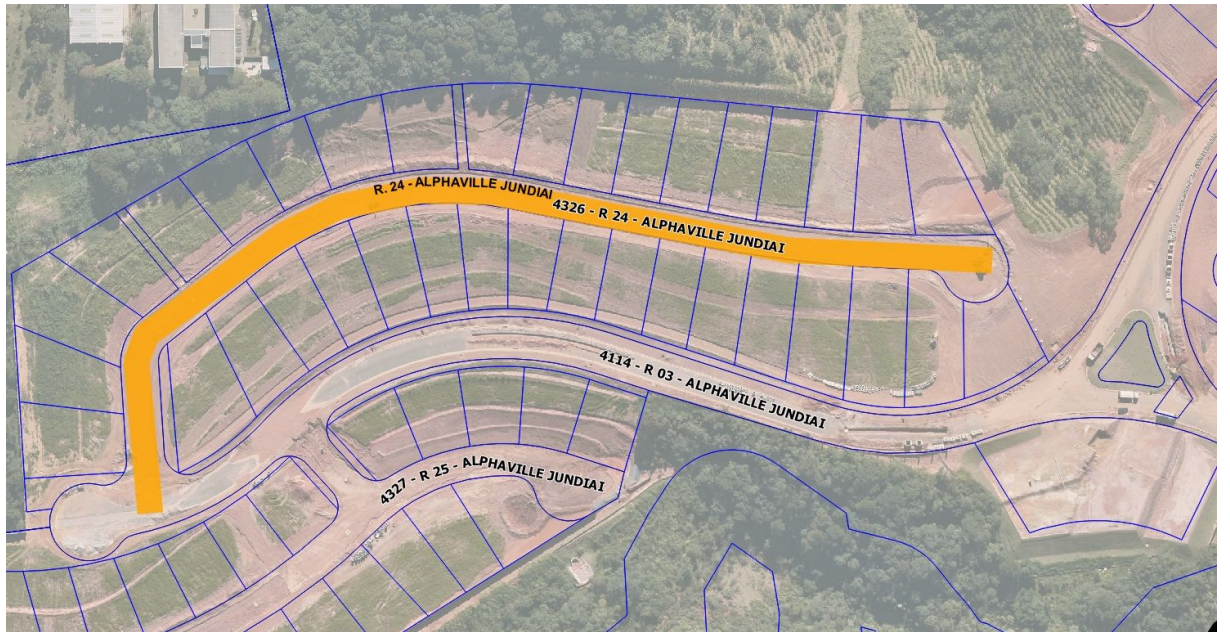 R. 24 - ALPHAVILLE JUNDIAI
4326 - R 24 - ALPHAVILLE JUNDIAI
4114 - R 03 - ALPHAVILLE JUNDIAI
4327 - R 25 - ALPHAVILLE JUNDIAI